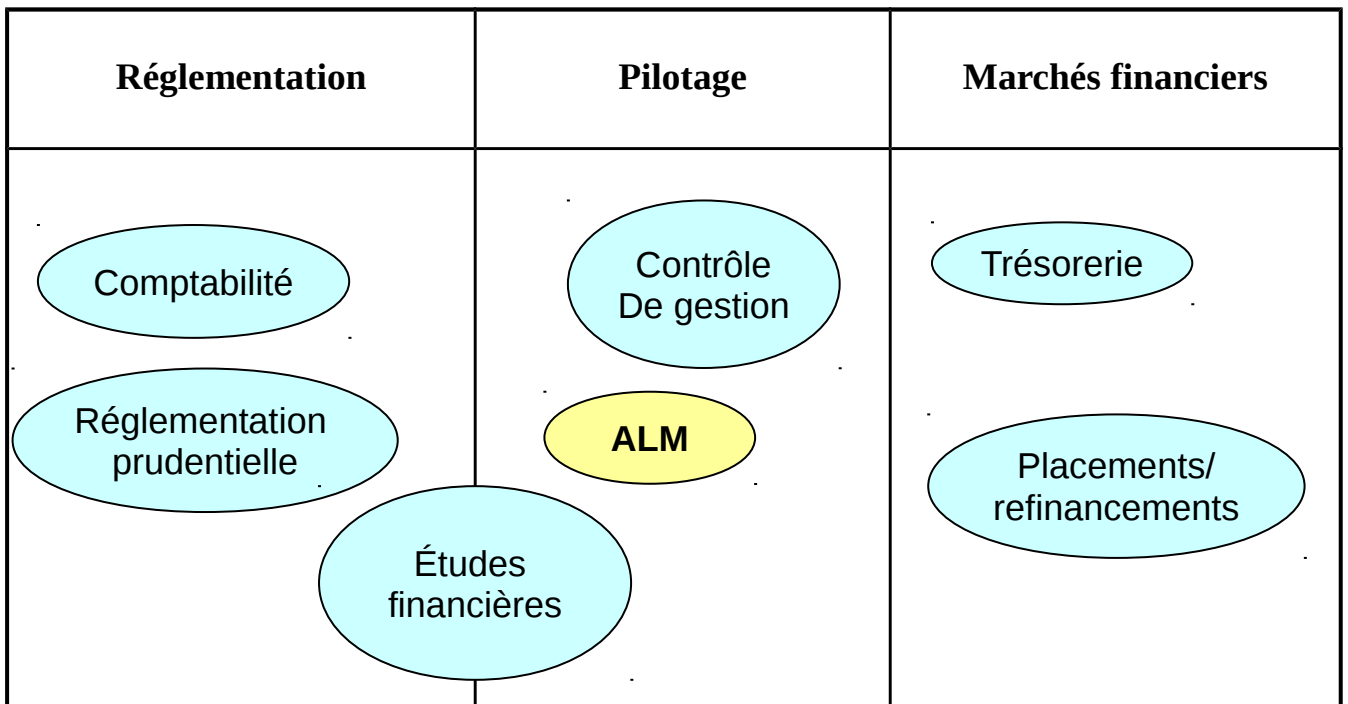 Réglementation
Pilotage
Marchés financiers
Comptabilité
Contrôle
De gestion
Trésorerie
Réglementation
prudentielle
ALM
Placements/
refinancements
Études
financières